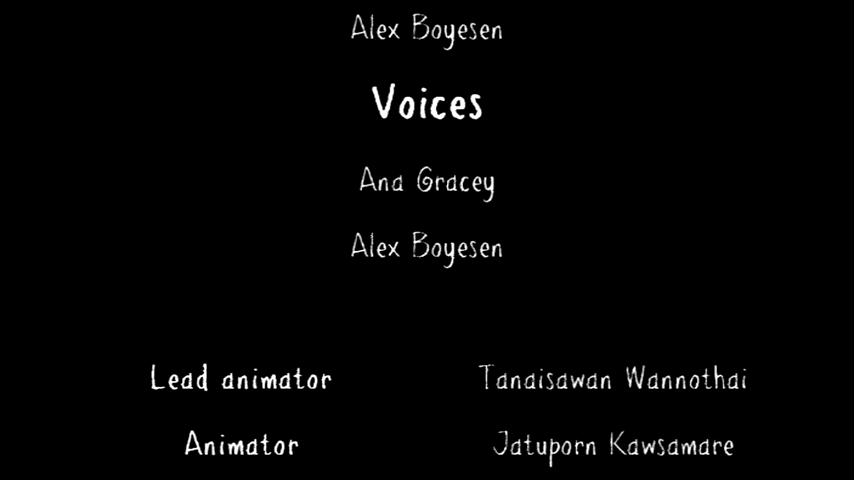 Alex Boyesen
Voices
Ana Gracey
Alex Boyesen
Lead animator Tanaisawan Wannothai
Animator Jatuporn Kawsamare